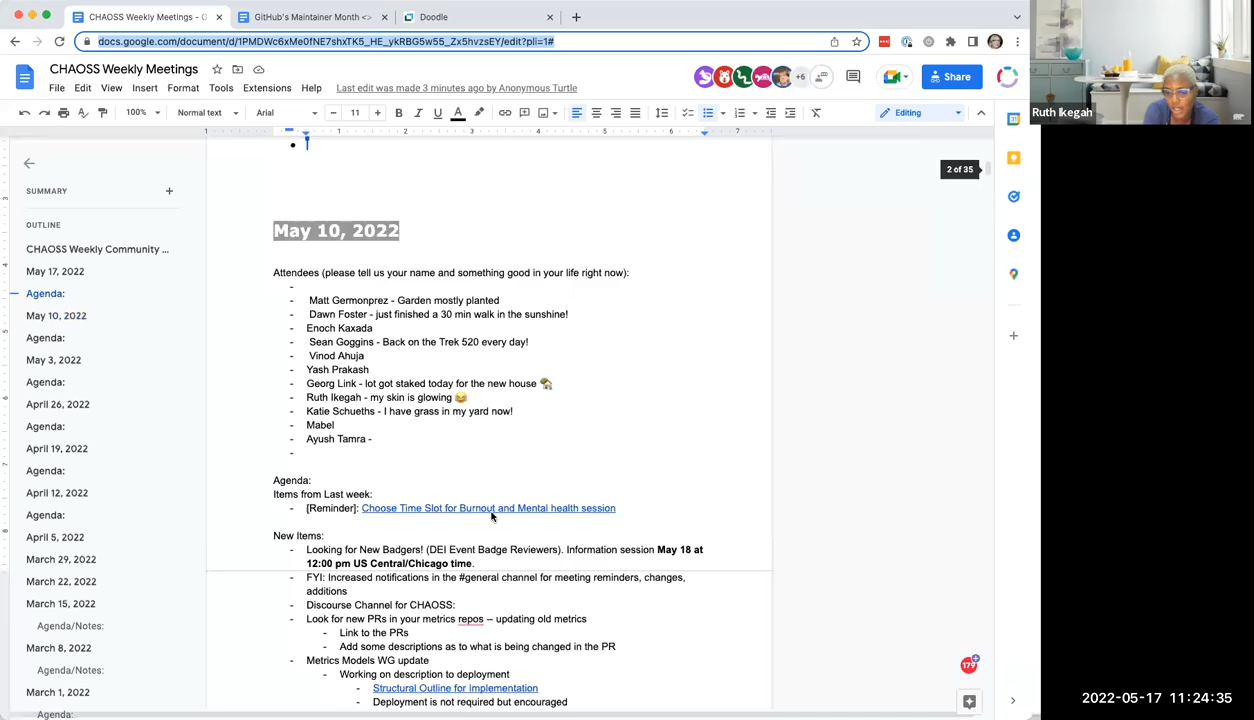 CHAOSS Weekly Meetings - G
GitHub's Maintainer Month <>
Doodle
docs.google.com/document/d/1PMDWc6xMe0fNE7shxTK5_HE_ykRBG5w55_Zx5hvzsEY/edit?pli=1#
CHAOSS Weekly Meetings
File Edit View Insert Format Tools Extensions Help
Last edit was made 3 minutes ago by Anonymous Turtle
+6
Share
100%
Normal text
Arial
11
Editing
Ruth Ikegah
2 of 35
SUMMARY
OUTLINE
CHAOSS Weekly Community ...
May 17, 2022
Agenda:
May 10, 2022
Agenda:
May 3, 2022
Agenda:
April 26, 2022
Agenda:
April 19, 2022
Agenda:
April 12, 2022
Agenda:
April 5, 2022
March 29, 2022
March 22, 2022
March 15, 2022
Agenda/Notes:
March 8, 2022
Agenda/Notes:
March 1, 2022
Agenda:
May 10, 2022
Attendees (please tell us your name and something good in your life right now):
-
- Matt Germonprez - Garden mostly planted
- Dawn Foster - just finished a 30 min walk in the sunshine!
- Enoch Kaxada
- Sean Goggins - Back on the Trek 520 every day!
- Vinod Ahuja
- Yash Prakash
- Georg Link - lot got staked today for the new house 🏡
- Ruth Ikegah - my skin is glowing 😂
- Katie Schueths - I have grass in my yard now!
- Mabel
- Ayush Tamra -
-
Agenda:
Items from Last week:
- [Reminder]: Choose Time Slot for Burnout and Mental health session
New Items:
- Looking for New Badgers! (DEI Event Badge Reviewers). Information session May 18 at
12:00 pm US Central/Chicago time.
- FYI: Increased notifications in the #general channel for meeting reminders, changes,
additions
- Discourse Channel for CHAOSS:
- Look for new PRs in your metrics repos -- updating old metrics
- Link to the PRs
- Add some descriptions as to what is being changed in the PR
- Metrics Models WG update
- Working on description to deployment
- Structural Outline for implementation
- Deployment is not required but encouraged
179
2022-05-17 11:24:35